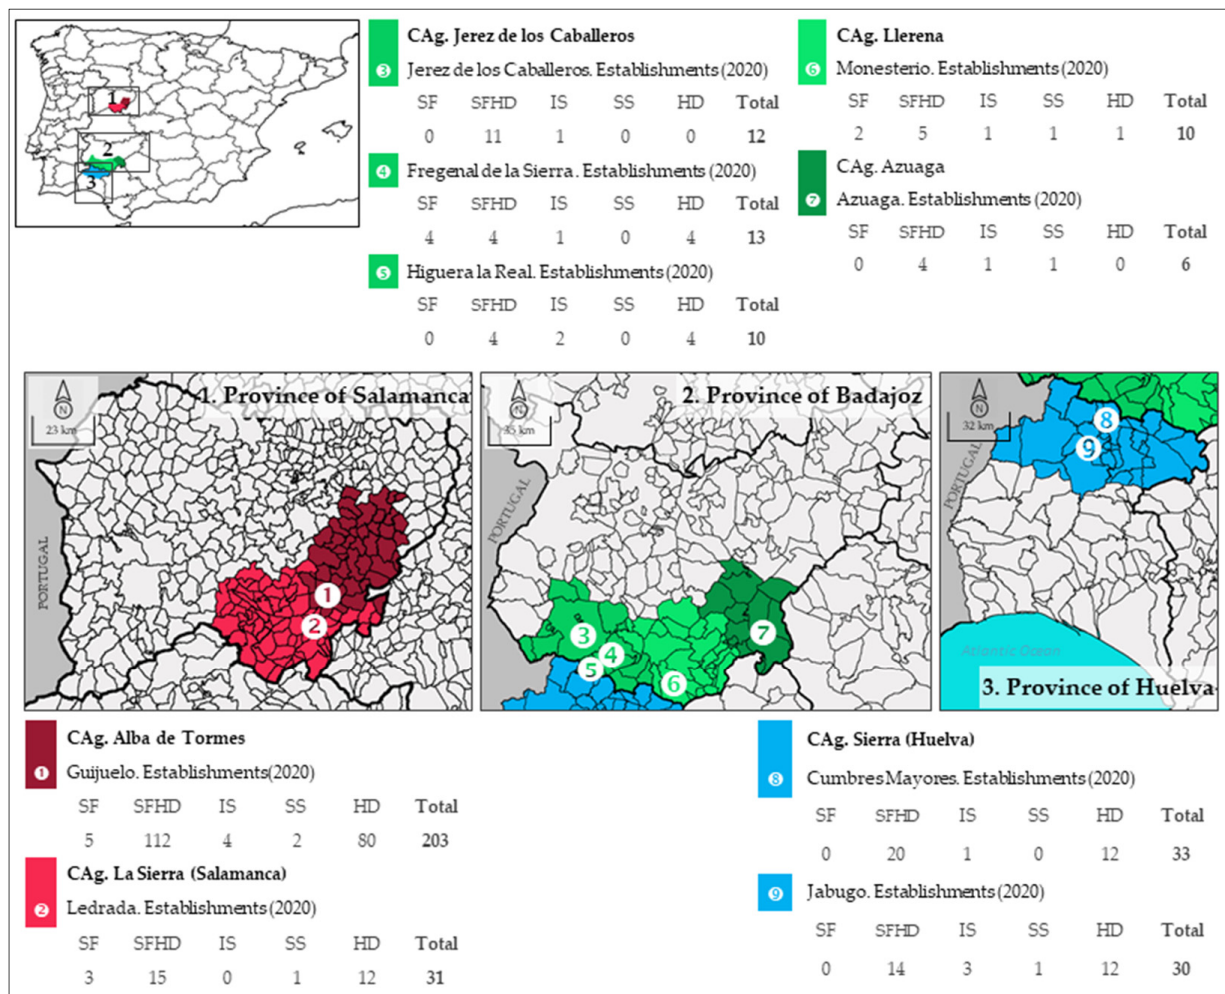 1
2
3
CAg. Jerez de los Caballeros
3 Jerez de los Caballeros. Establishments (2020)
SF SFHD IS SS HD Total
0 11 1 0 0 12
4 Fregenal de la Sierra. Establishments (2020)
SF SFHD IS SS HD Total
4 4 1 0 4 13
5 Higuera la Real. Establishments (2020)
SF SFHD IS SS HD Total
0 4 2 0 4 10
CAg. Llerena
6 Monesterio. Establishments (2020)
SF SFHD IS SS HD Total
2 5 1 1 1 10
CAg. Azuaga
7 Azuaga. Establishments (2020)
SF SFHD IS SS HD Total
0 4 1 1 0 6
N
23 km
1. Province of Salamanca
PORTUGAL
1
2
N
35 km
2. Province of Badajoz
PORTUGAL
3
4
5
6
7
N
32 km
PORTUGAL
8
9
Atlantic Ocean
3. Province of Huelva
CAg. Alba de Tormes
1 Guijuelo. Establishments (2020)
SF SFHD IS SS HD Total
5 112 4 2 80 203
CAg. La Sierra (Salamanca)
2 Ledrada. Establishments (2020)
SF SFHD IS SS HD Total
3 15 0 1 12 31
CAg. Sierra (Huelva)
8 Cumbres Mayores. Establishments (2020)
SF SFHD IS SS HD Total
0 20 1 0 12 33
9 Jabugo. Establishments (2020)
SF SFHD IS SS HD Total
0 14 3 1 12 30